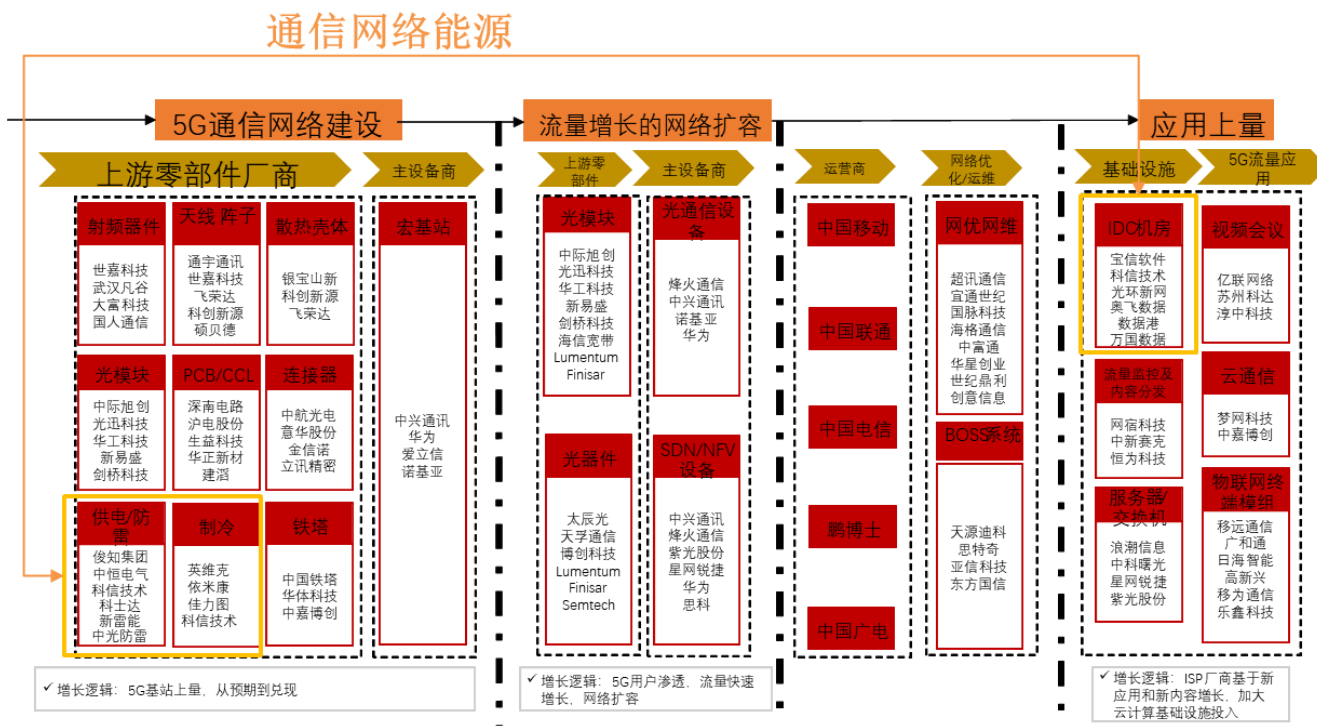 通信网络能源
5G通信网络建设
流量增长的网络扩容
应用上量
上游零部件厂商
主设备商
上游零
部件
主设备商
运营商
网络优
化/运维
基础设施
5G流量应
用
射频器件
世嘉科技
武汉凡谷
大富科技
国人通信
天线 阵子
通宇通讯
世嘉科技
飞荣达
科创新源
硕贝德
散热壳体
银宝山新
科创新源
飞荣达
光模块
中际旭创
光迅科技
华工科技
新易盛
剑桥科技
PCB/CCL
深南电路
沪电股份
生益科技
华正新材
建滔
连接器
中航光电
意华股份
金信诺
立讯精密
供电/防
雷
俊知集团
中恒电气
科信技术
科士达
新雷能
中光防雷
制冷
英维克
依米康
佳力图
科信技术
铁塔
中国铁塔
华体科技
中嘉博创
宏基站
中兴通讯
华为
爱立信
诺基亚
光模块
中际旭创
光迅科技
华工科技
新易盛
剑桥科技
海信宽带
Lumentum
Finisar
光器件
太辰光
天孚通信
博创科技
Lumentum
Finisar
Semtech
光通信设
备
烽火通信
中兴通讯
诺基亚
华为
SDN/NFV
设备
中兴通讯
烽火通信
紫光股份
星网锐捷
华为
思科
中国移动
中国联通
中国电信
鹏博士
中国广电
网优网维
超讯通信
宜通世纪
国脉科技
海格通信
中富通
华星创业
世纪鼎利
创意信息
BOSS系统
天源迪科
思特奇
亚信科技
东方国信
IDC机房
宝信软件
科信技术
光环新网
奥飞数据
数据港
万国数据
流量监控及
内容分发
网宿科技
中新赛克
恒为科技
服务器/
交换机
浪潮信息
中科曙光
星网锐捷
紫光股份
视频会议
亿联网络
苏州科达
淳中科技
云通信
梦网科技
中嘉博创
物联网终
端模组
移远通信
广和通
日海智能
高新兴
移为通信
乐鑫科技
✓ 增长逻辑：5G基站上量，从预期到兑现
✓ 增长逻辑：5G用户渗透，流量快速
增长，网络扩容
✓ 增长逻辑：ISP厂商基于新应
用和新内容增长，加大
云计算基础设施投入